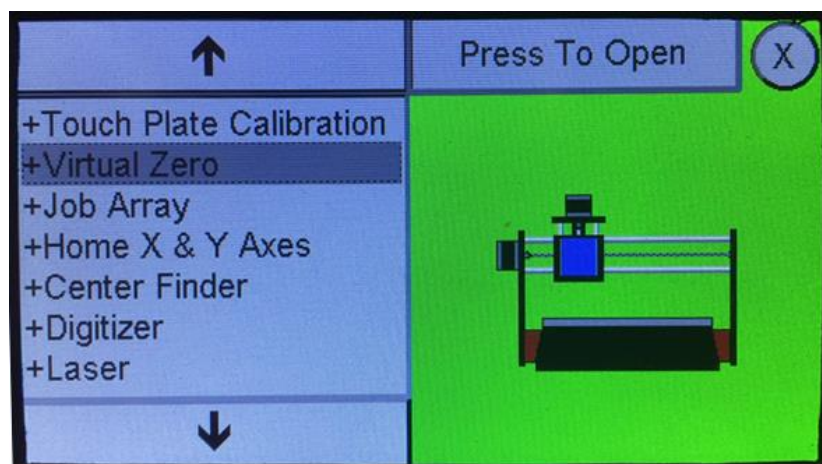 Press To Open
X
+Touch Plate Calibration
+Virtual Zero
+Job Array
+Home X & Y Axes
+Center Finder
+Digitizer
+Laser